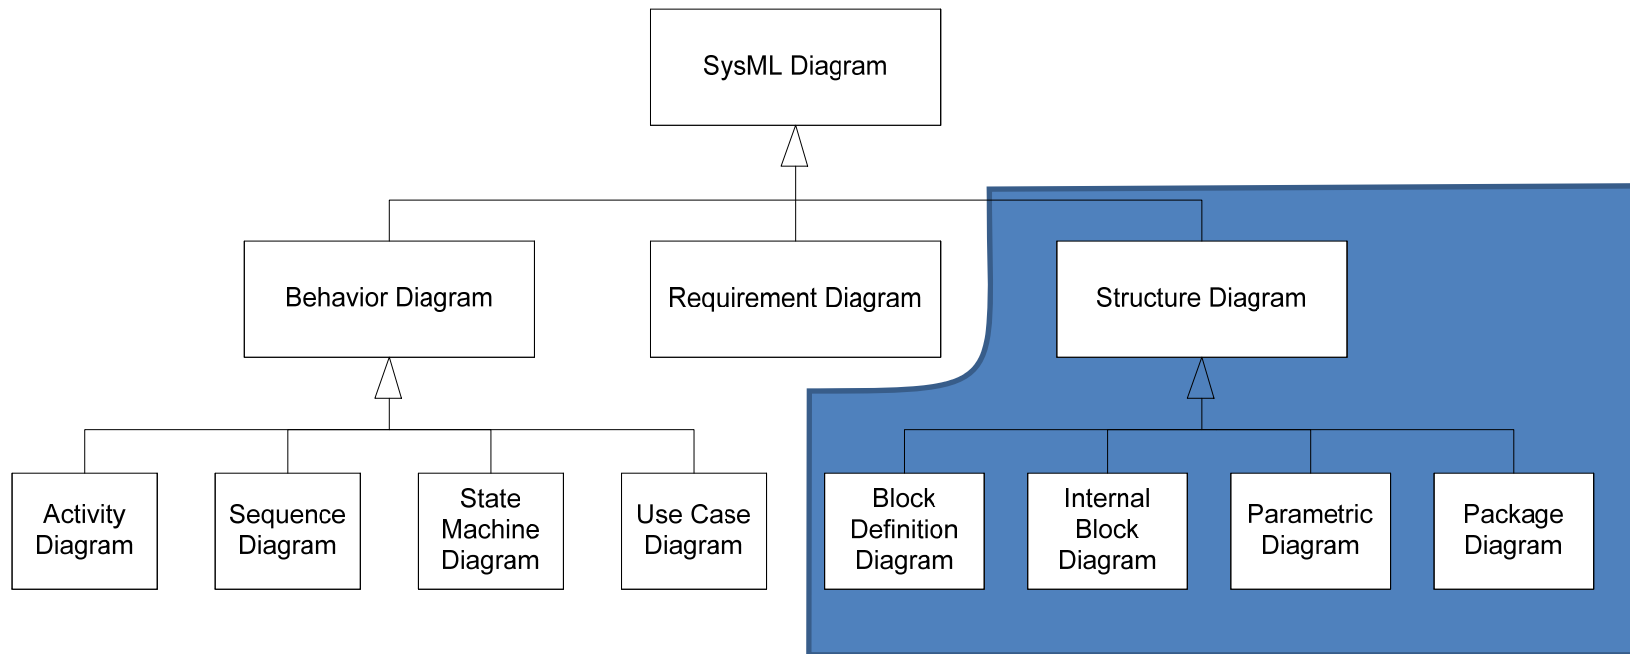 SysML Diagram
Behavior Diagram
Requirement Diagram
Structure Diagram
Activity
Diagram
Sequence
Diagram
State
Machine
Diagram
Use Case
Diagram
Block
Definition
Diagram
Internal
Block
Diagram
Parametric
Diagram
Package
Diagram